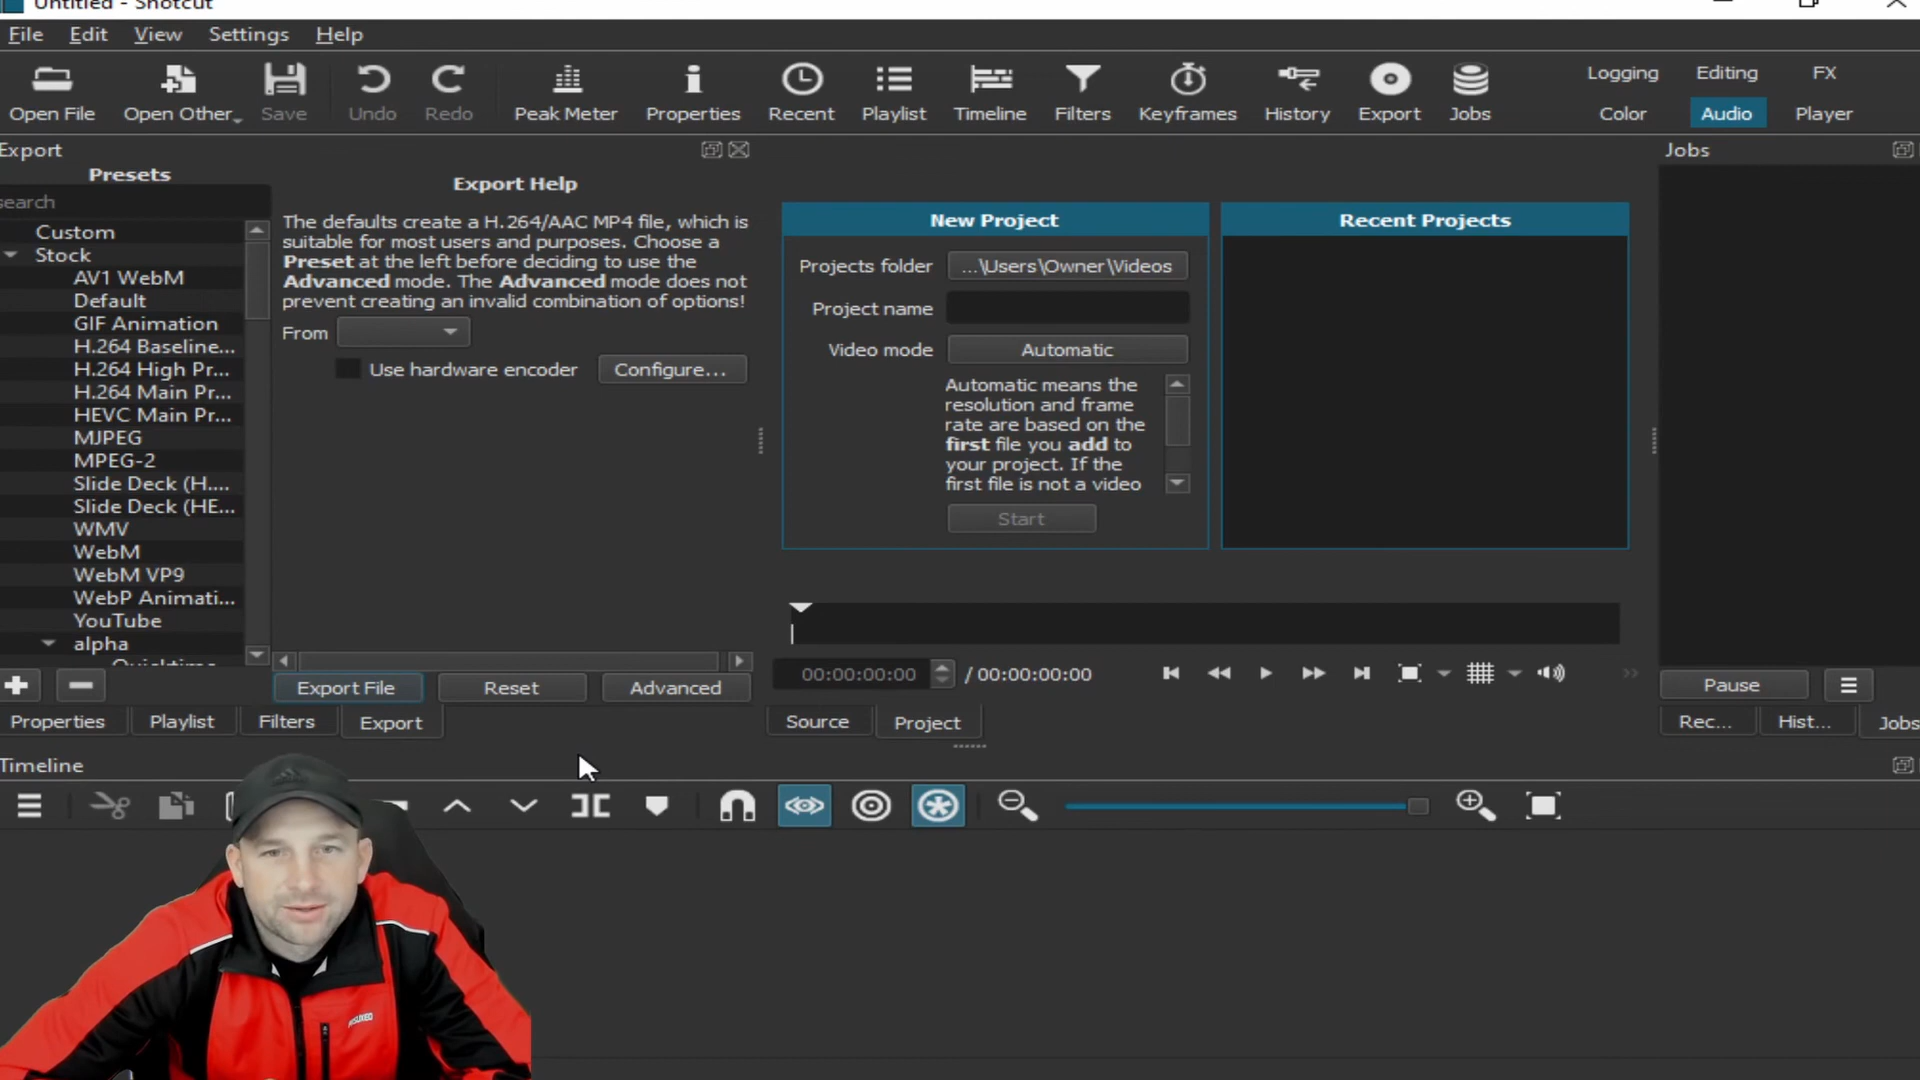 Untitled - Shotcut
File Edit View Settings Help
Open File Open Other Save Undo Redo Peak Meter Properties Recent Playlist Timeline Filters Keyframes History Export Jobs
Logging Editing FX
Color Audio Player
Export
Presets
search
Custom
Stock
AV1 WebM
Default
GIF Animation
H.264 Baseline...
H.264 High Pr...
H.264 Main Pr...
HEVC Main Pr...
MJPEG
MPEG-2
Slide Deck (H....
Slide Deck (HE...
WMV
WebM
WebM VP9
WebP Animati...
YouTube
alpha
Quicktime
Export Help
The defaults create a H.264/AAC MP4 file, which is
suitable for most users and purposes. Choose a
Preset at the left before deciding to use the
Advanced mode. The Advanced mode does not
prevent creating an invalid combination of options!
From
Use hardware encoder Configure...
Export File Reset Advanced
Properties Playlist Filters Export
New Project
Projects folder ...\Users\Owner\Videos
Project name
Video mode Automatic
Automatic means the
resolution and frame
rate are based on the
first file you add to
your project. If the
first file is not a video
Start
Recent Projects
00:00:00:00 / 00:00:00:00
Source Project
Jobs
Pause
Rec... Hist... Jobs
Timeline